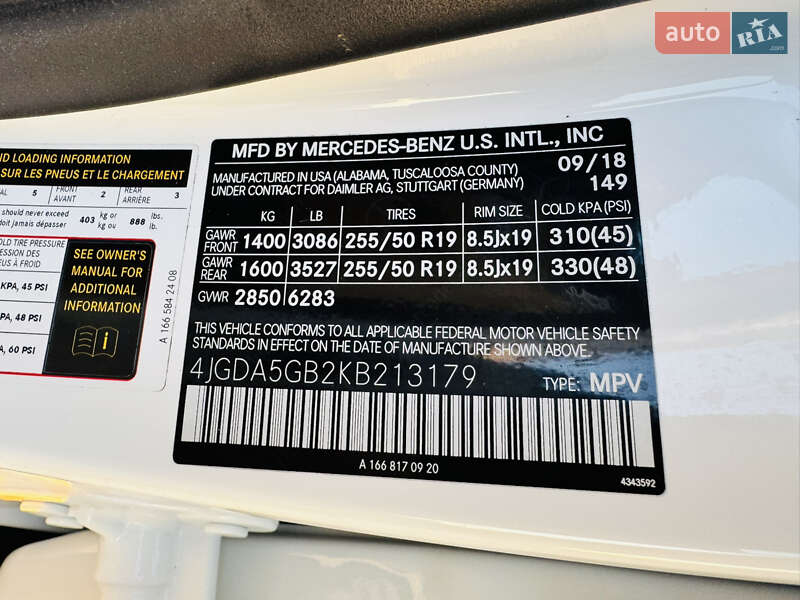 auto RIA .com
ND LOADING INFORMATION
SUR LES PNEUS ET LE CHARGEMENT
AL 5 FRONT AVANT 2 REAR ARRIÈRE 3
should never exceed
doit jamais dépasser 403 kg or kg ou 888 lbs. lb.
TIRE PRESSURE
ESSION DES
EUS À FROID
KPA, 45 PSI
KPA, 48 PSI
PA, 60 PSI
SEE OWNER'S
MANUAL FOR
ADDITIONAL
INFORMATION
A 166 584 24 08
MFD BY MERCEDES-BENZ U.S. INTL., INC
MANUFACTURED IN USA (ALABAMA, TUSCALOOSA COUNTY) 09/18
UNDER CONTRACT FOR DAIMLER AG, STUTTGART (GERMANY) 149
KG LB TIRES RIM SIZE COLD KPA (PSI)
GAWR FRONT 1400 3086 255/50 R19 8.5Jx19 310(45)
GAWR REAR 1600 3527 255/50 R19 8.5Jx19 330(48)
GVWR 2850 6283
THIS VEHICLE CONFORMS TO ALL APPLICABLE FEDERAL MOTOR VEHICLE SAFETY
STANDARDS IN EFFECT ON THE DATE OF MANUFACTURE SHOWN ABOVE.
4JGDA5GB2KB213179 TYPE: MPV
A 166 817 09 20
4343592